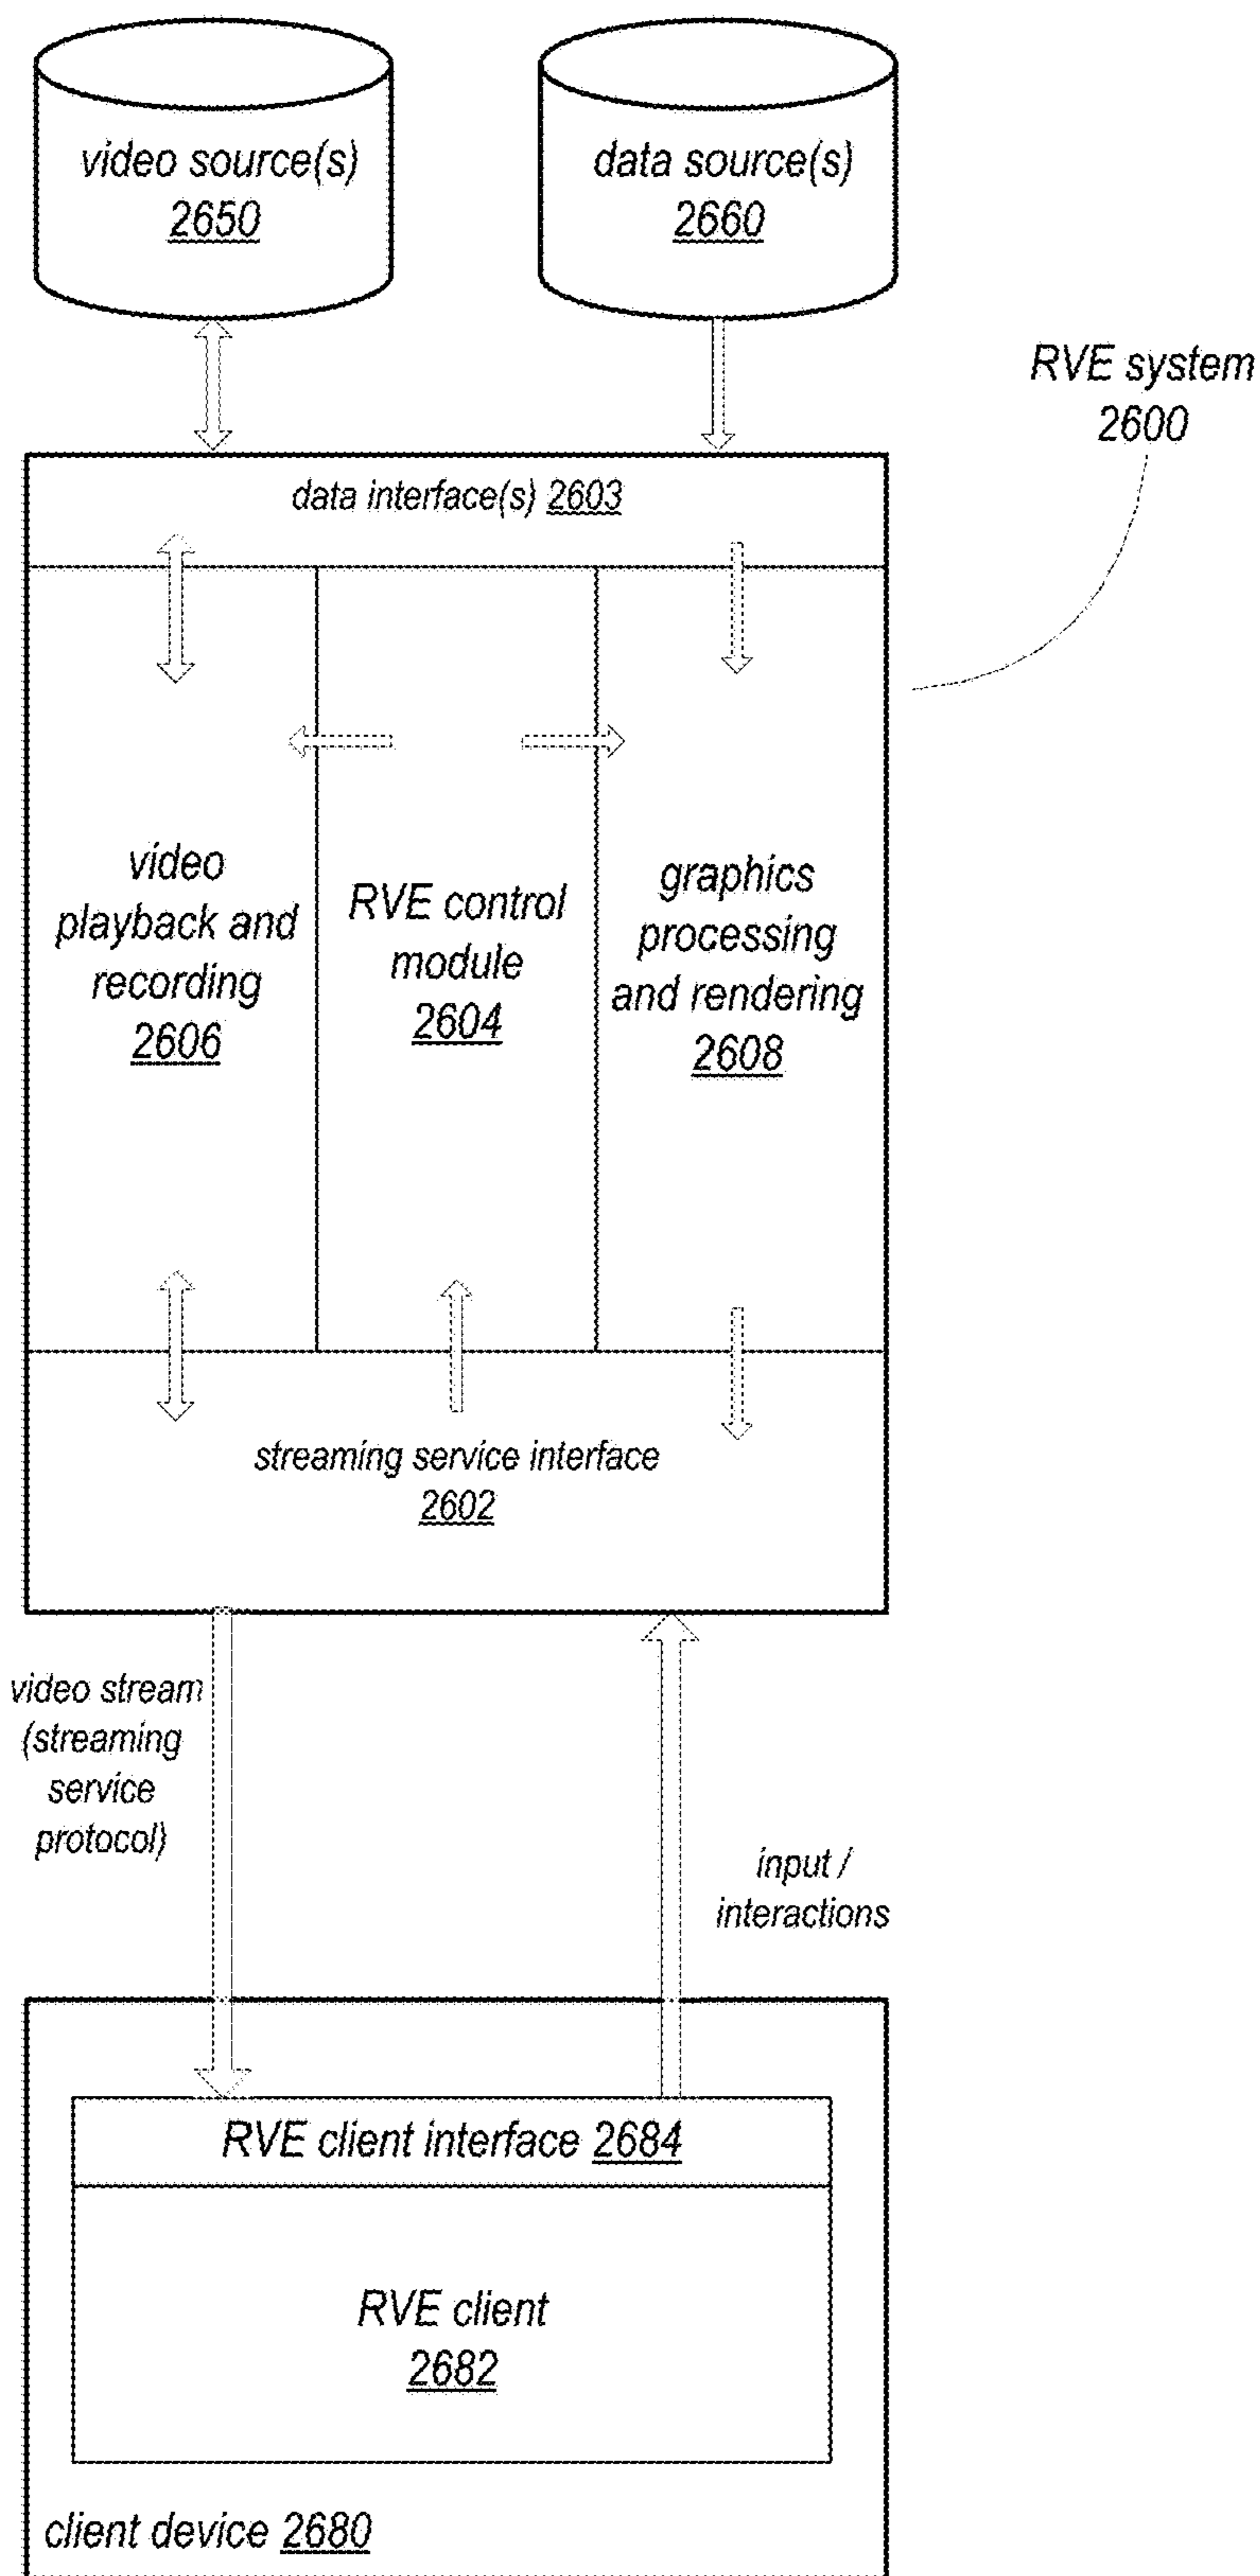 video source(s)
2650
data source(s)
2660
RVE system
2600
data interface(s) 2603
video
playback and
recording
2606
RVE control
module
2604
graphics
processing
and rendering
2608
streaming service interface
2602
video stream
(streaming
service
protocol)
input /
interactions
RVE client interface 2684
RVE client
2682
client device 2680